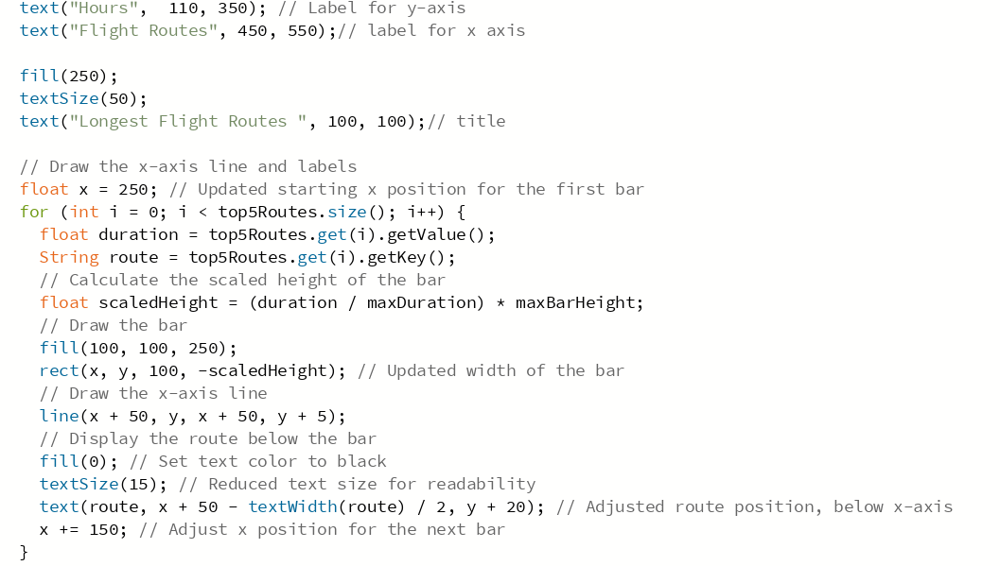 text("Hours",  110, 350); // Label for y-axis
text("Flight Routes", 450, 550);// label for x axis

fill(250);
textSize(50);
text("Longest Flight Routes ", 100, 100);// title

// Draw the x-axis line and labels
float x = 250; // Updated starting x position for the first bar
for (int i = 0; i < top5Routes.size(); i++) {
  float duration = top5Routes.get(i).getValue();
  String route = top5Routes.get(i).getKey();
  // Calculate the scaled height of the bar
  float scaledHeight = (duration / maxDuration) * maxBarHeight;
  // Draw the bar
  fill(100, 100, 250);
  rect(x, y, 100, -scaledHeight); // Updated width of the bar
  // Draw the x-axis line
  line(x + 50, y, x + 50, y + 5);
  // Display the route below the bar
  fill(0); // Set text color to black
  textSize(15); // Reduced text size for readability
  text(route, x + 50 - textWidth(route) / 2, y + 20); // Adjusted route position, below x-axis
  x += 150; // Adjust x position for the next bar
}